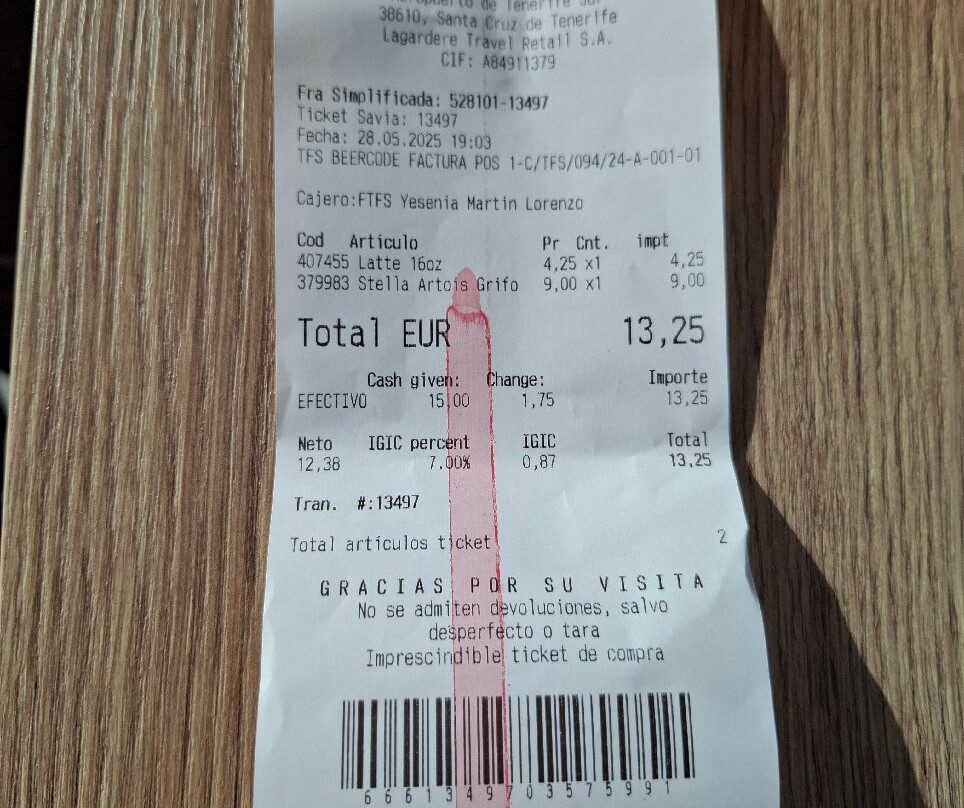 Aeropuerto de Tenerife Sur
38610, Santa Cruz de Tenerife
Lagardere Travel Retail S.A.
CIF: A84911379
Fra Simplificada: 528101-13497
Ticket Savia: 13497
Fecha: 28.05.2025 19:03
TFS BEERCODE FACTURA POS 1-C/TFS/094/24-A-001-01
Cajero:FTFS Yesenia Martin Lorenzo
Cod Artículo Pr Cnt. impt
407455 Latte 16oz 4,25 x1 4,25
379983 Stella Artois Grifo 9,00 x1 9,00
Total EUR 13,25
Cash given: Change: Importe
EFECTIVO 15,00 1,75 13,25
Neto IGIC percent IGIC Total
12,38 7.00% 0,87 13,25
Tran. #:13497
Total artículos ticket 2
GRACIAS POR SU VISITA
No se admiten devoluciones, salvo
desperfecto o tara
Imprescindible ticket de compra
6661349703575991